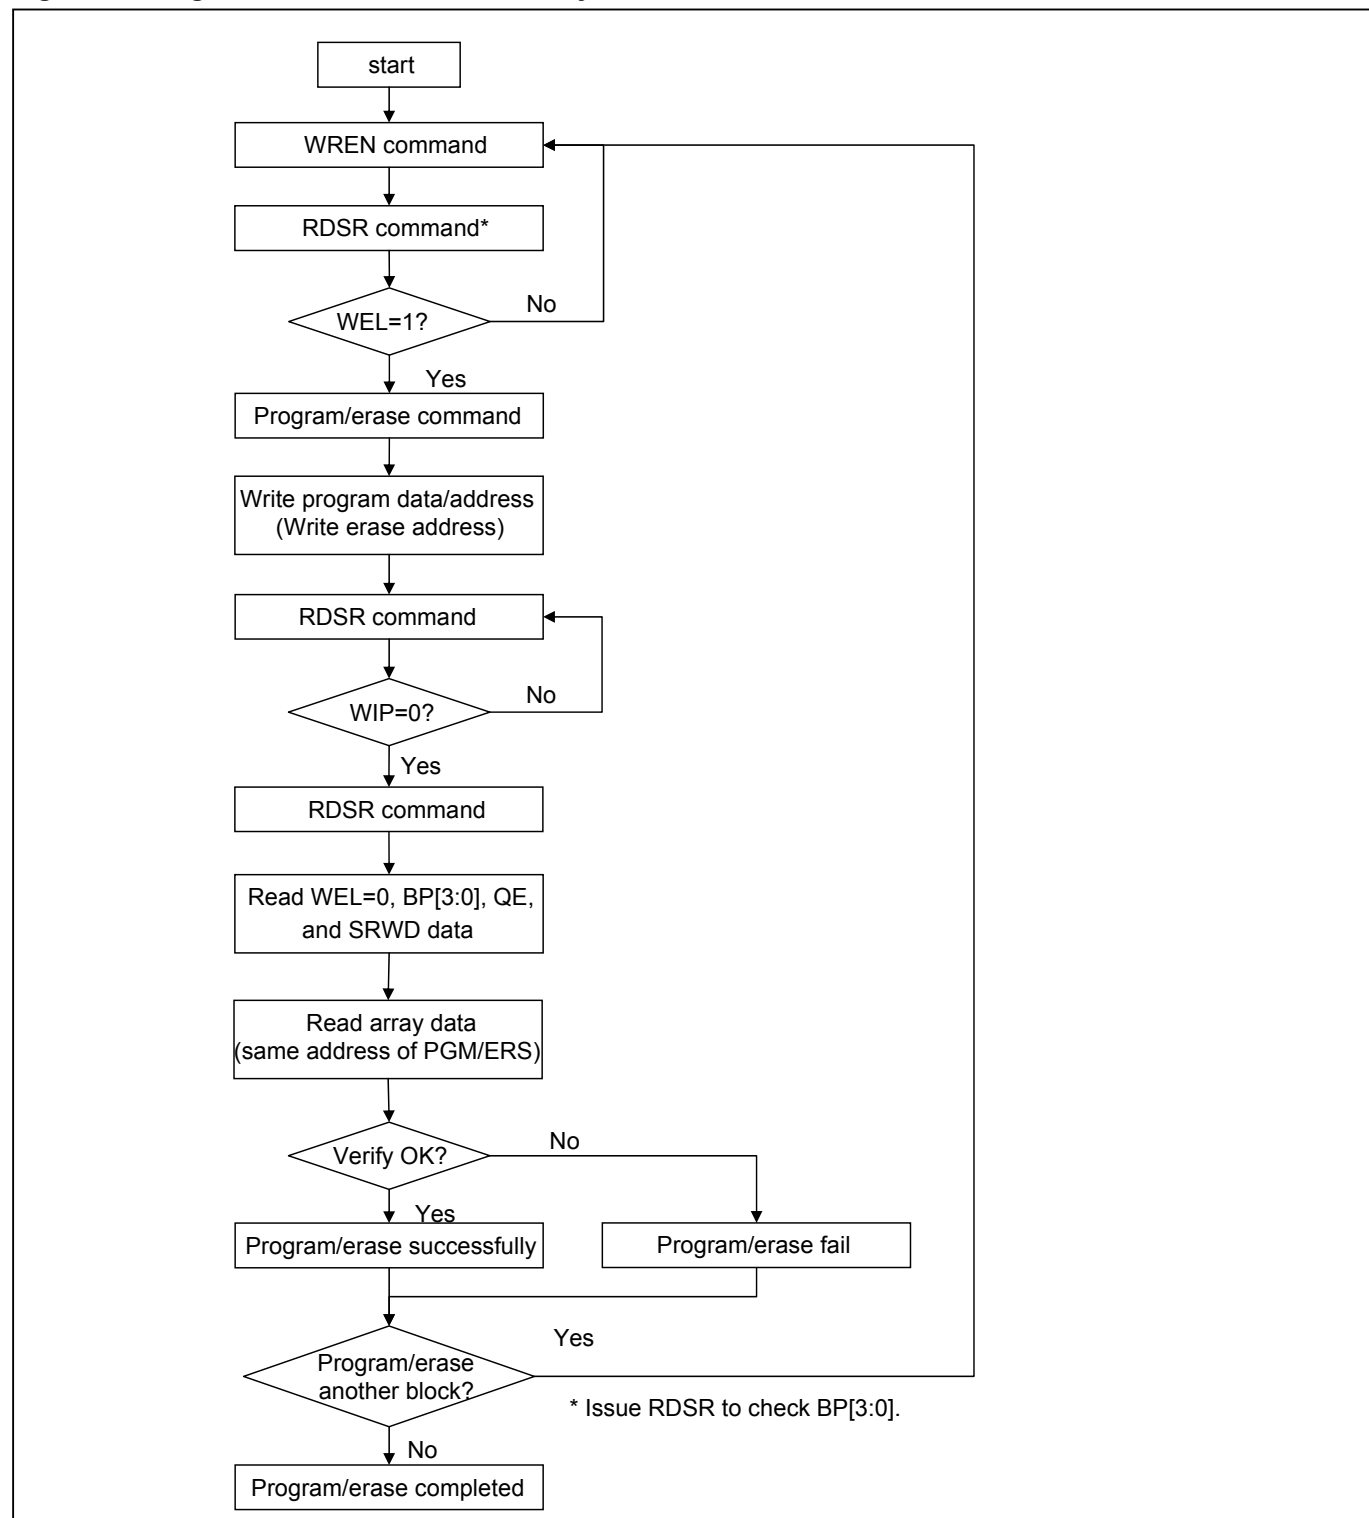 start
WREN command
RDSR command*
WEL=1?
No
Yes
Program/erase command
Write program data/address
(Write erase address)
RDSR command
WIP=0?
No
Yes
RDSR command
Read WEL=0, BP[3:0], QE,
and SRWD data
Read array data
(same address of PGM/ERS)
Verify OK?
No
Yes
Program/erase successfully
Program/erase fail
Yes
Program/erase
another block?
* Issue RDSR to check BP[3:0].
No
Program/erase completed